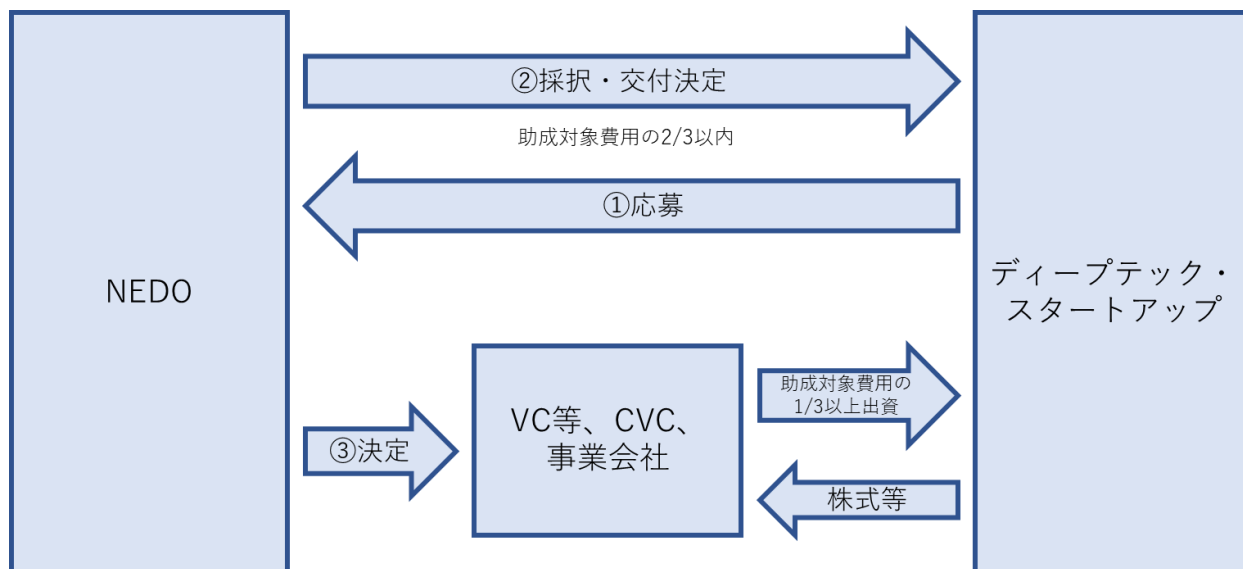 ②採択・交付決定
助成対象費用の2/3以内
①応募
NEDO
ディープテック・
スタートアップ
VC等、CVC、
事業会社
助成対象費用の
1/3以上出資
③決定
株式等